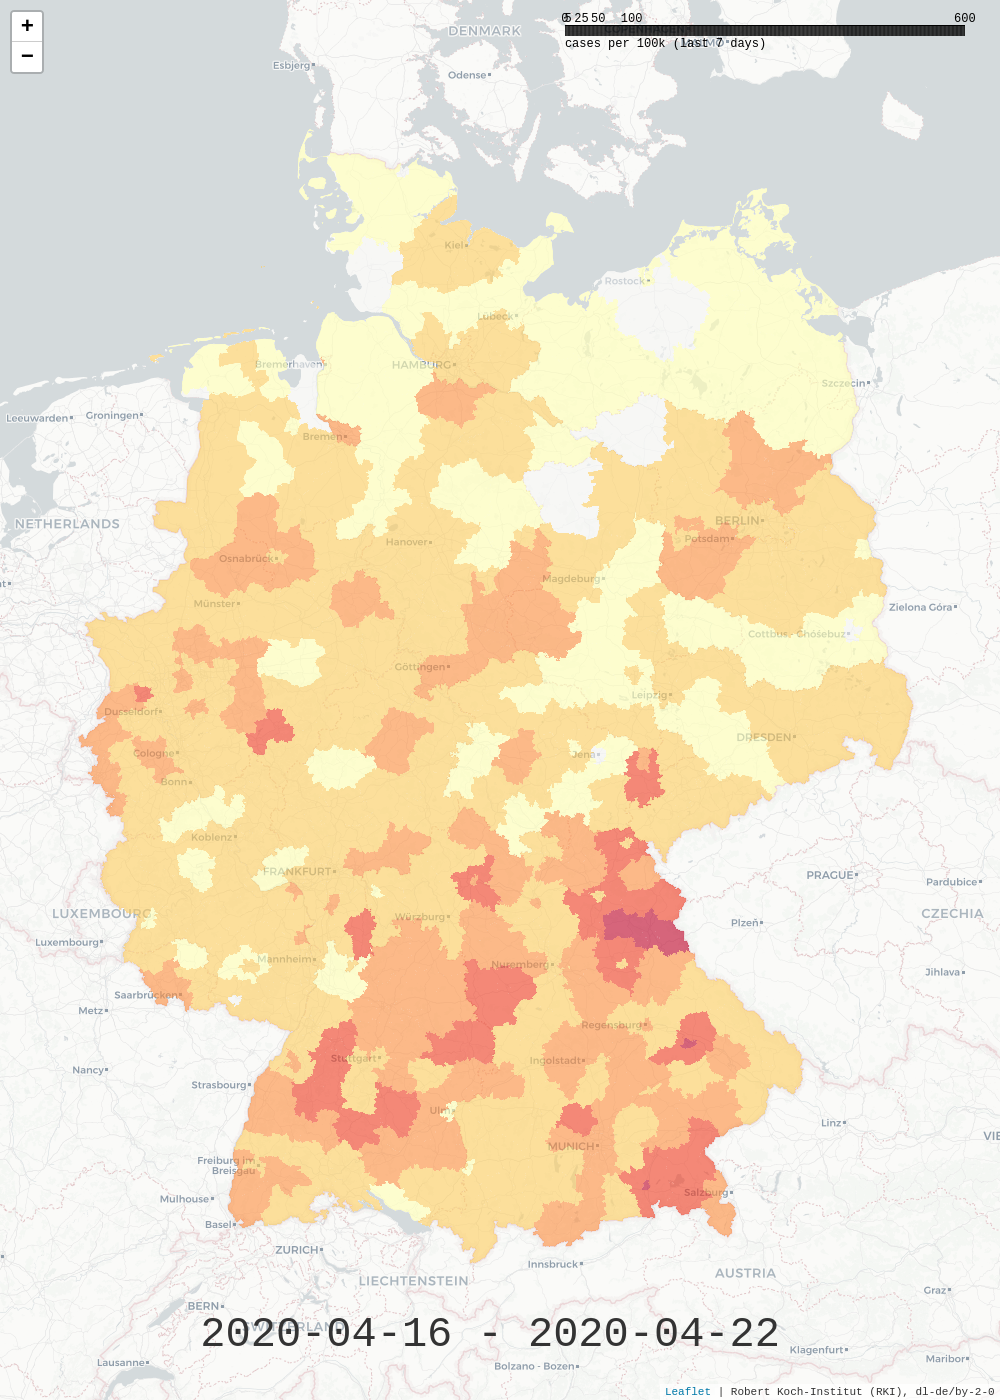 +
−
0 5 25 50 100 600
cases per 100k (last 7 days)
DENMARK
Esbjerg
Odense
Kiel
Rostock
Lübeck
Bremerhaven
HAMBURG
Szczecin
Leeuwarden
Groningen
Bremen
NETHERLANDS
BERLIN
Potsdam
Hanover
Osnabrück
Magdeburg
Münster
Zielona Góra
Cottbus - Chóśebuz
Göttingen
Leipzig
Dusseldorf
DRESDEN
Cologne
Jena
Bonn
Koblenz
FRANKFURT
PRAGUE
Pardubice
LUXEMBOURG
Würzburg
CZECHIA
Plzeň
Luxembourg
Mannheim
Nuremberg
Jihlava
Saarbrücken
Metz
Regensburg
Stuttgart
Ingolstadt
Nancy
Strasbourg
Ulm
Linz
MUNICH
VIE
Freiburg im
Breisgau
Mulhouse
Salzburg
Basel
ZURICH
Innsbruck
AUSTRIA
LIECHTENSTEIN
Graz
BERN
SWITZERLAND
2020-04-16 - 2020-04-22
Klagenfurt
Lausanne
Bolzano - Bozen
Maribor
Leaflet | Robert Koch-Institut (RKI), dl-de/by-2-0